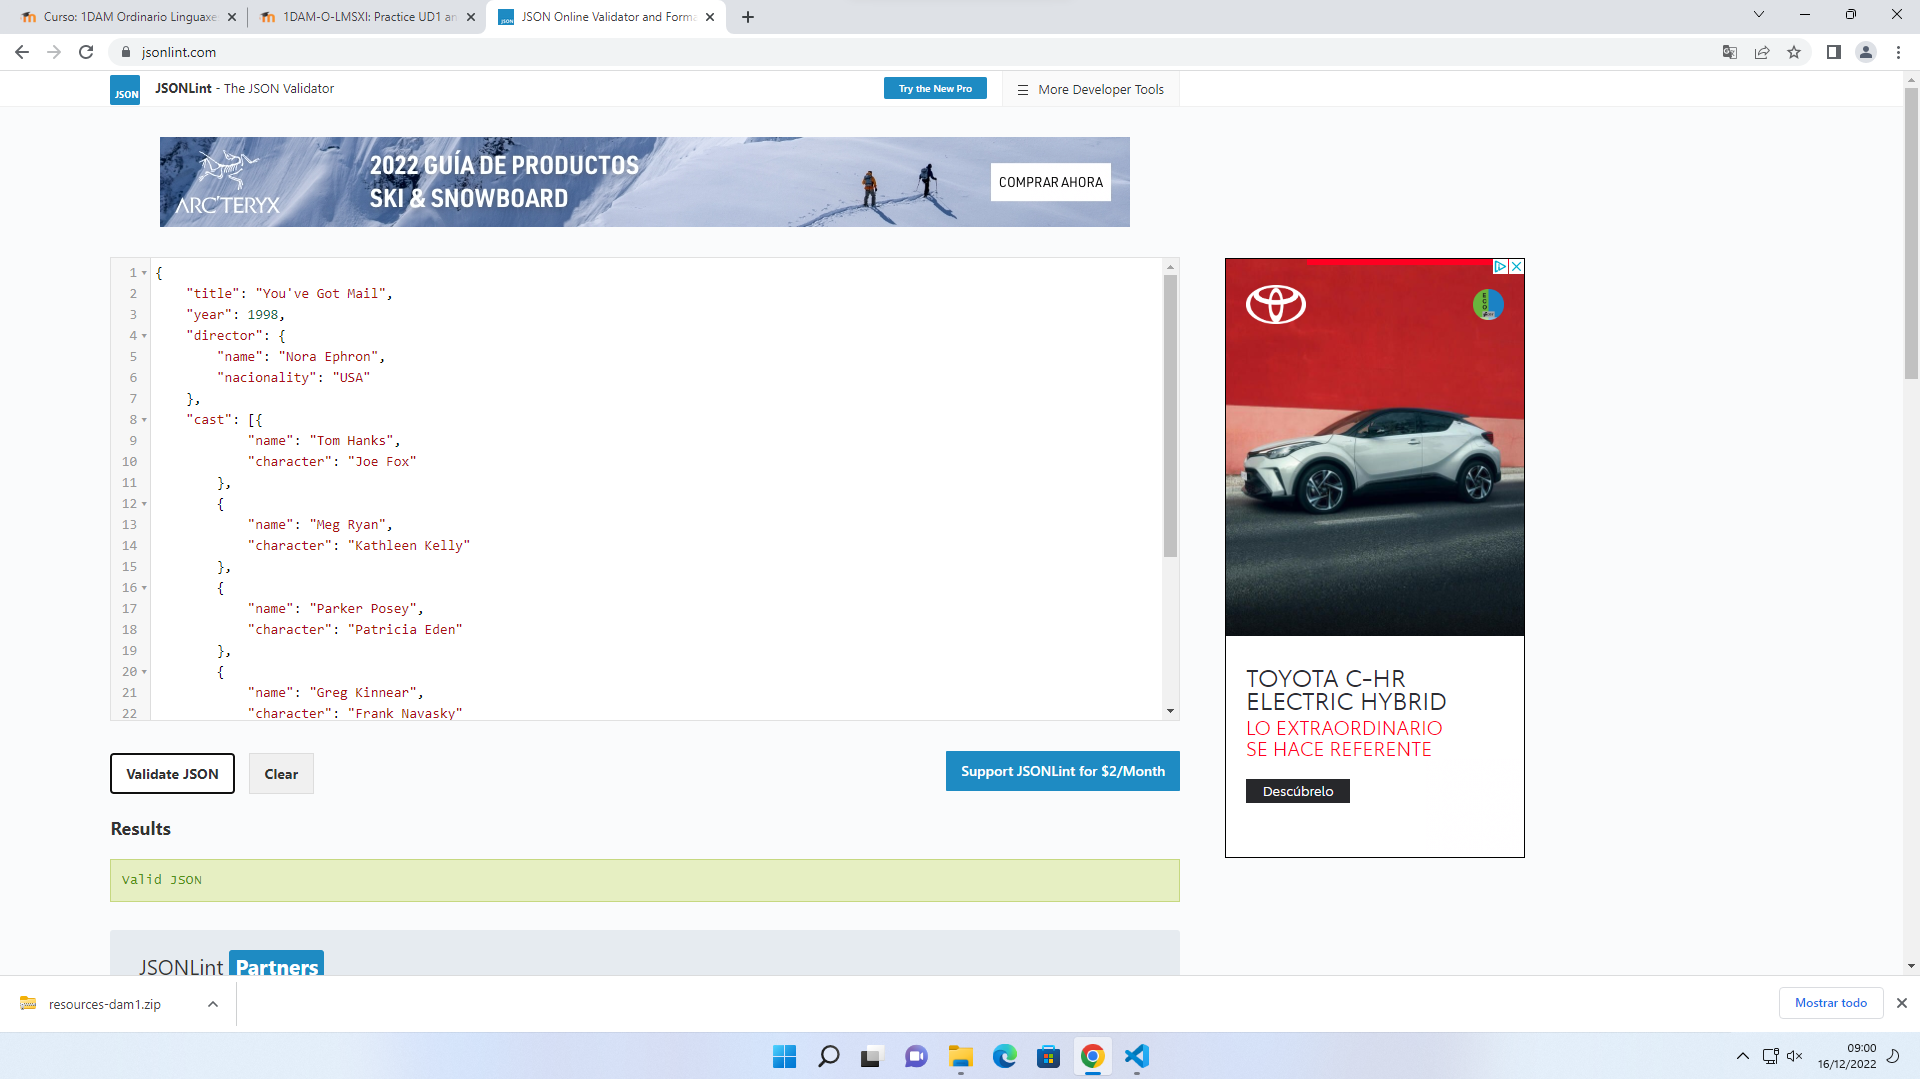 Curso: 1DAM Ordinario Linguaxe
1DAM-O-LMSXI: Practice UD1 an
JSON Online Validator and Forma
jsonlint.com
JSON
JSONLint - The JSON Validator
Try the New Pro
More Developer Tools
ARC'TERYX
2022 GUÍA DE PRODUCTOS
SKI & SNOWBOARD
COMPRAR AHORA
1 {
2 "title": "You've Got Mail",
3 "year": 1998,
4 "director": {
5 "name": "Nora Ephron",
6 "nacionality": "USA"
7 },
8 "cast": [{
9 "name": "Tom Hanks",
10 "character": "Joe Fox"
11 },
12 {
13 "name": "Meg Ryan",
14 "character": "Kathleen Kelly"
15 },
16 {
17 "name": "Parker Posey",
18 "character": "Patricia Eden"
19 },
20 {
21 "name": "Greg Kinnear",
22 "character": "Frank Navasky"
Validate JSON
Clear
Support JSONLint for $2/Month
Results
Valid JSON
JSONLint Partners
ECO
TOYOTA C-HR
ELECTRIC HYBRID
LO EXTRAORDINARIO
SE HACE REFERENTE
Descúbrelo
resources-dam1.zip
Mostrar todo
09:00
16/12/2022